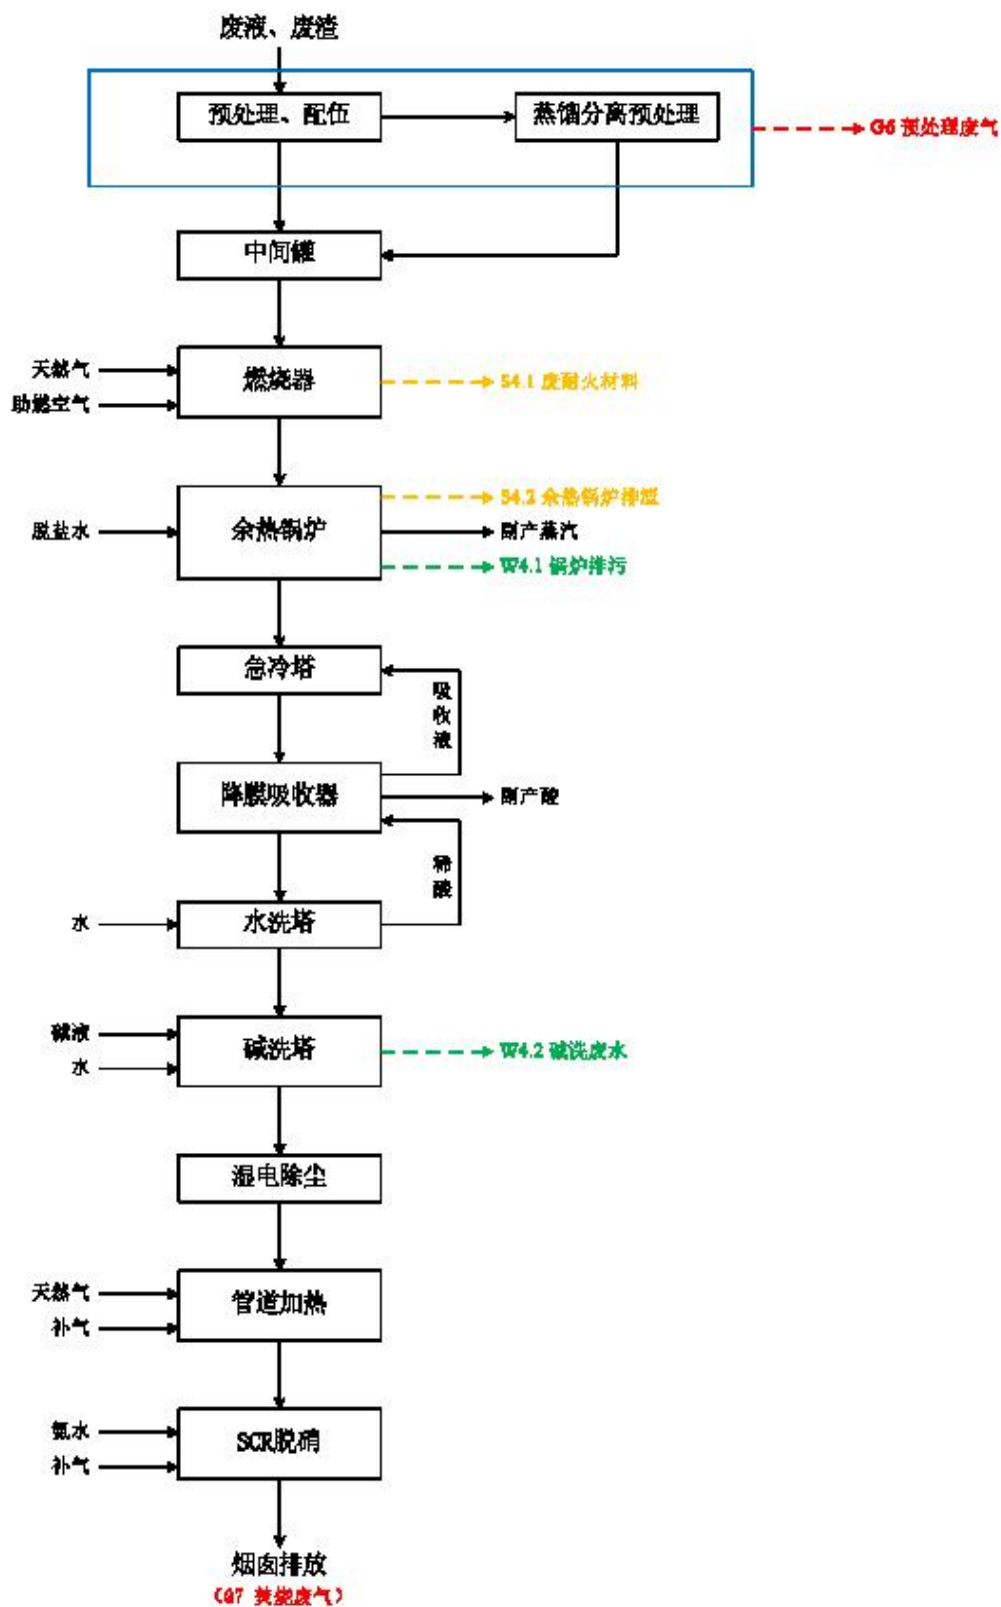 废液、废渣
预处理、配伍
蒸馏分离预处理
G6 预处理废气
中间罐
天然气
助燃空气
燃烧器
S4.1 废耐火材料
脱盐水
余热锅炉
S4.2 余热锅炉排渣
副产蒸汽
W4.1 锅炉排污
急冷塔
吸收液
降膜吸收器
副产酸
稀酸
水
水洗塔
碱液
水
碱洗塔
W4.2 碱洗废水
湿电除尘
天然气
补气
管道加热
氨水
补气
SCR脱硝
烟囱排放
（G7 焚烧废气）